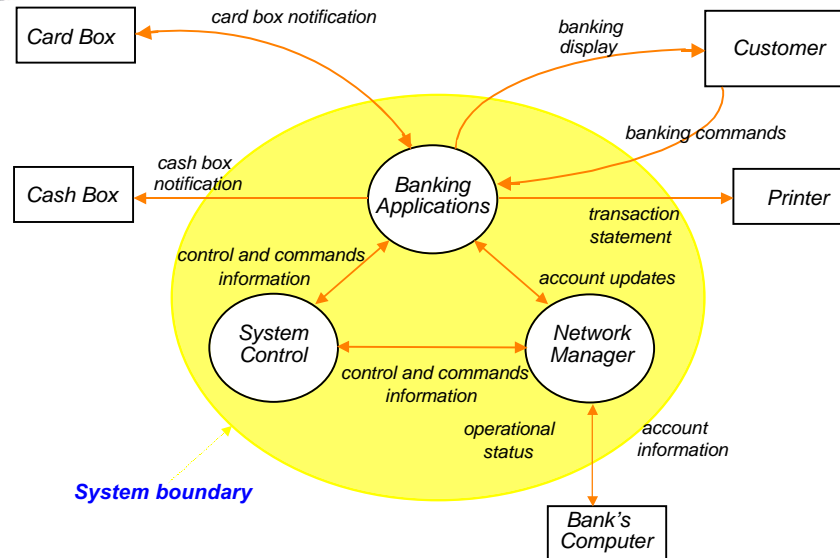 card box notification
Card Box
banking
display
Customer
banking commands
cash box
notification
Cash Box
Banking
Applications
transaction
statement
Printer
control and commands
information
account updates
System
Control
Network
Manager
control and commands
information
operational
status
account
information
System boundary
Bank's
Computer